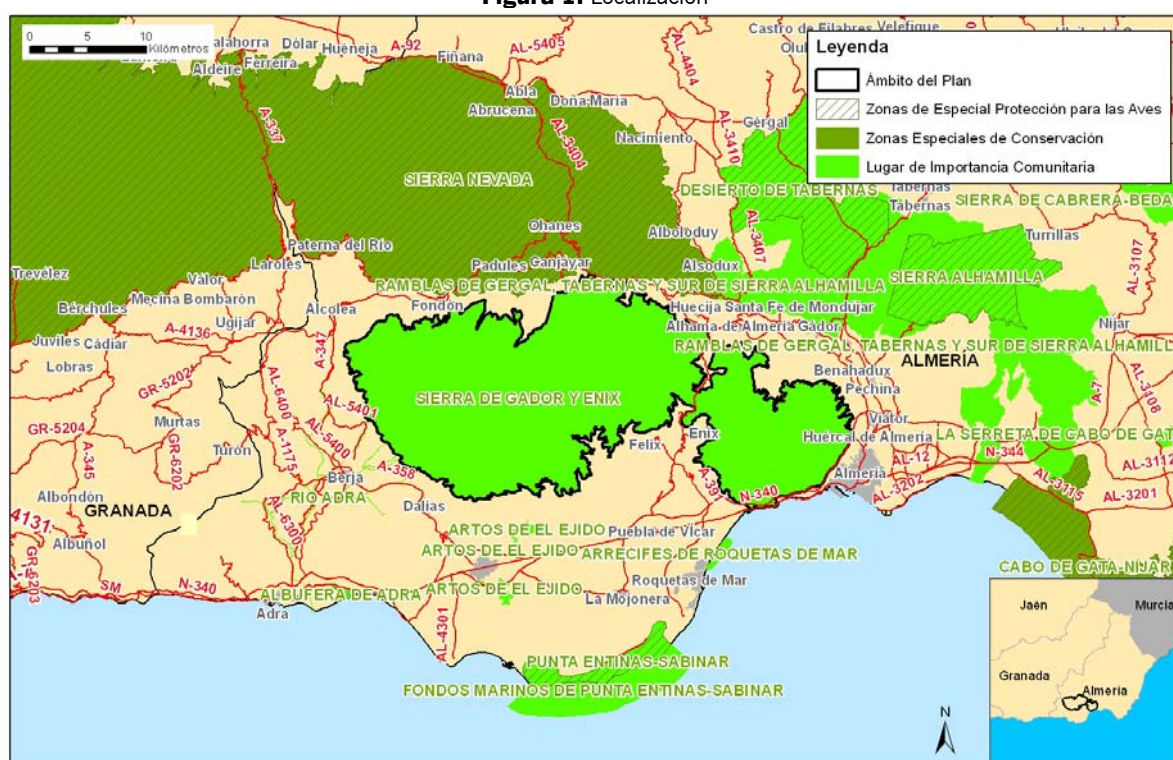 Figura 1. Localización
0 5 10
Kilómetros
Leyenda
Ámbito del Plan
Zonas de Especial Protección para las Aves
Zonas Especiales de Conservación
Lugar de Importancia Comunitaria
Dólar
Huéneja
Ferreira
Aldeire
A-92
Fiñana
AL-5405
AL-4404
Castro de Filabres
Velefique
Abla
Abrucena
Doña María
Gérgal
Nacimiento
AL-3410
A-337
AL-3404
SIERRA NEVADA
DESIERTO DE TABERNAS
Tabernas
Tabernas
SIERRA DE CABRERA-BEDA
Ohanes
Alboloduy
AL-3407
Turrillas
AL-3107
Paterna del Río
Laroles
Padules
Canjáyar
Alsodux
SIERRA ALHAMILLA
Trevélez
Válor
Mecina Bombarón
Bérchules
RAMBLAS DE GERGAL, TABERNAS Y SUR DE SIERRA ALHAMILLA
Alcolea
Fondón
Huecija
Santa Fe de Mondújar
Ugíjar
A-4136
Alhama de Almería
Gádor
Níjar
Juviles
Cádiar
A-347
RAMBLAS DE GERGAL, TABERNAS Y SUR DE SIERRA ALHAMILL
Lobras
GR-5202
ALMERÍA
Benahadux
Pechina
A-7
AL-3108
AL-6400
AL-5401
SIERRA DE GADOR Y ENIX
Murtas
GR-5204
A-345
GR-6202
Turón
A-1175
AL-5400
A-358
Felix
Enix
Viator
Huércal de Almería
LA SERRETA DE CABO DE GAT
N-344
AL-12
AL-3112
Berja
Almería
AL-3202
AL-3115
AL-3201
Albondón
GRANADA
RIO ADRA
Dalías
A-391
N-340
4131
Albuñol
AL-6300
ARTOS DE EL EJIDO
Puebla de Vícar
ARTOS DE EL EJIDO
ARRECIFES DE ROQUETAS DE MAR
CABO DE GATA-NIJAR
GR-6203
SM
N-340
ALBUFERA DE ADRA
ARTOS DE EL EJIDO
Roquetas de Mar
La Mojonera
Adra
AL-4301
PUNTA ENTINAS-SABINAR
FONDOS MARINOS DE PUNTA ENTINAS-SABINAR
N
Jaén
Murcia
Granada
Almería